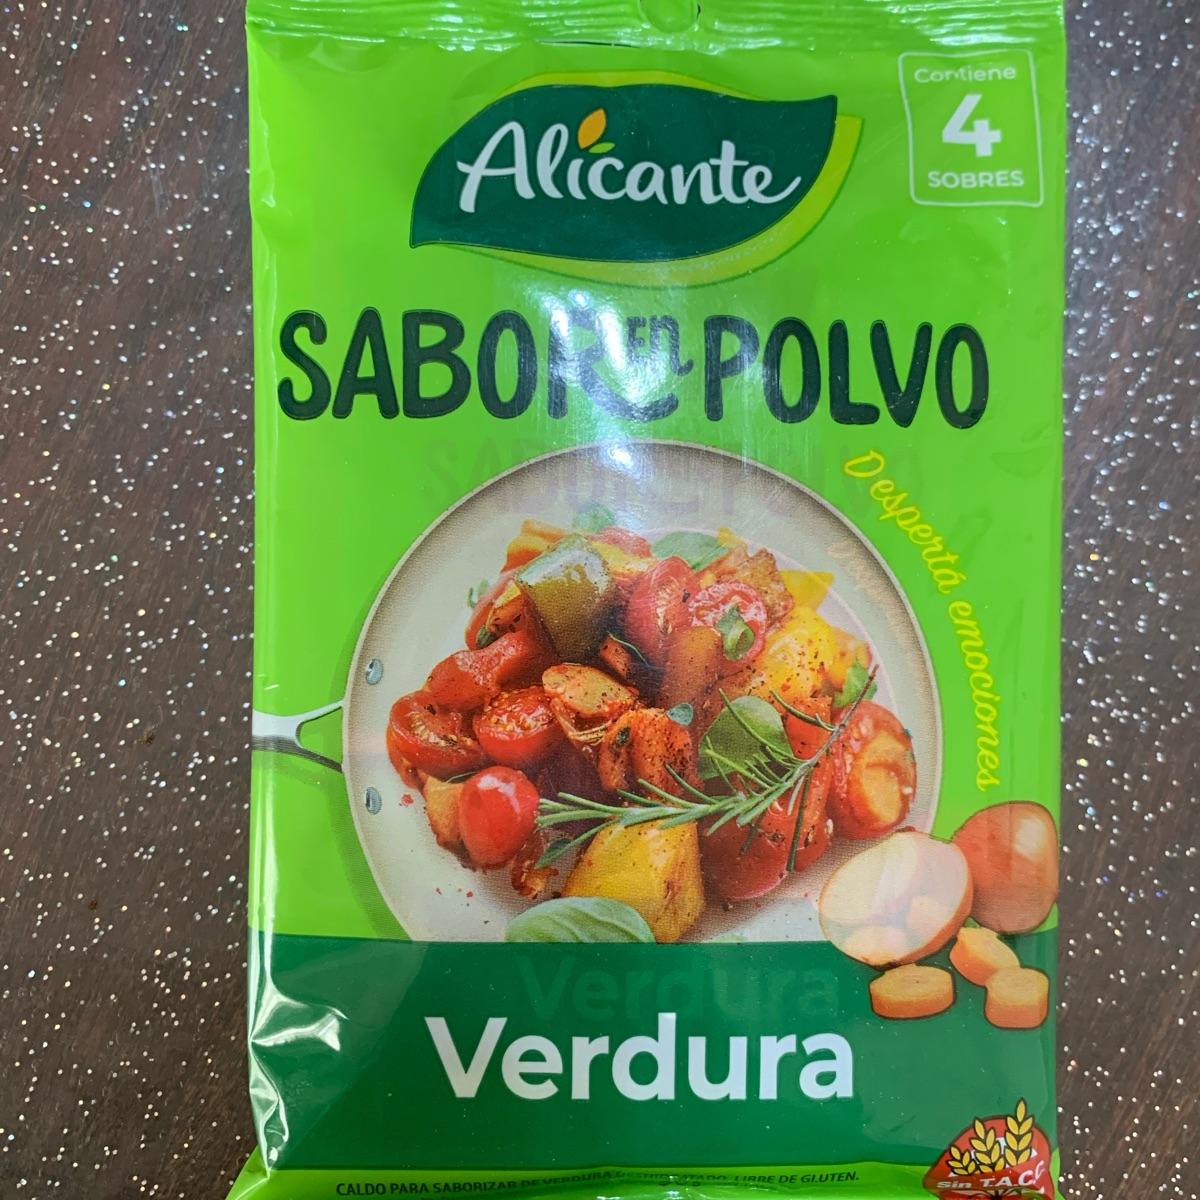 Contiene
4
SOBRES
Alicante
SABOR EN POLVO
Despertá emociones
Verdura
Sin T.A.C.C.
CALDO PARA SABORIZAR DE VERDURA DESHIDRATADO. LIBRE DE GLUTEN.